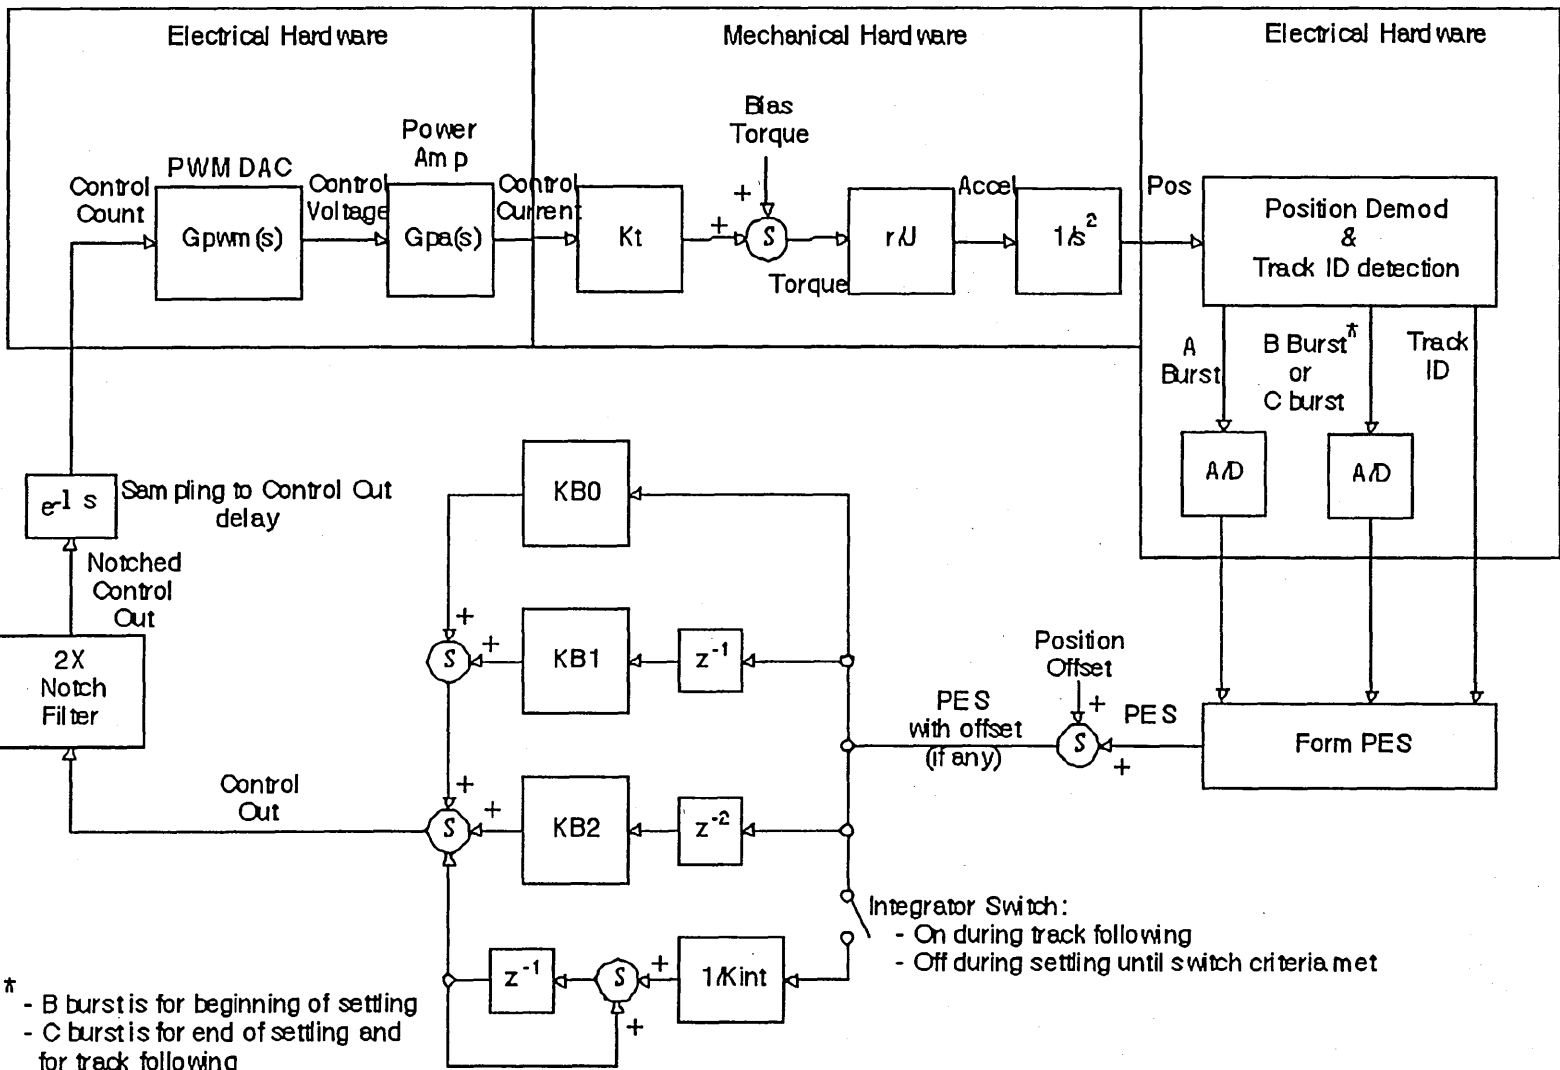 Electrical Hardware
Mechanical Hardware
Electrical Hardware
Bias
Torque
Power
Amp
PWM DAC
Control
Count
Control
Voltage
Control
Current
Gpwm(s)
Gpa(s)
Kt
+
+
S
Torque
r/J
Accel
1/s²
Pos
Position Demod
&
Track ID detection
A
Burst
B Burst*
or
C burst
Track
ID
A/D
A/D
KB0
e-l s
Sampling to Control Out
delay
Notched
Control
Out
2X
Notch
Filter
+
S
+
KB1
z-1
Position
Offset
+
PES
with offset
(if any)
S
PES
+
Form PES
Control
Out
+
S
+
KB2
z-2
Integrator Switch:
- On during track following
- Off during settling until switch criteria met
z-1
S
+
1/Kint
+
*
- B burst is for beginning of settling
- C burst is for end of settling and
for track following